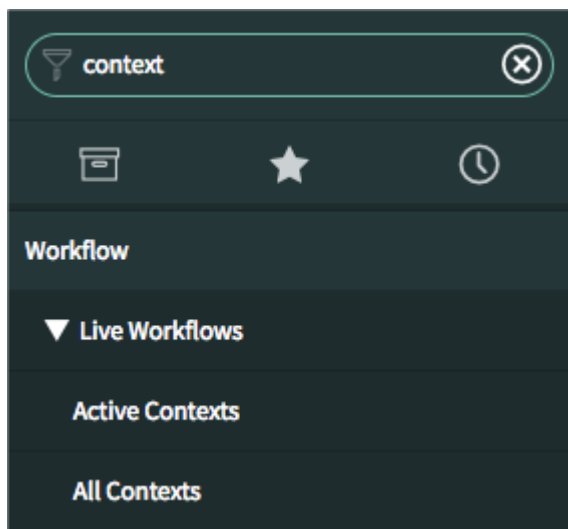 context
Workflow
Live Workflows
Active Contexts
All Contexts